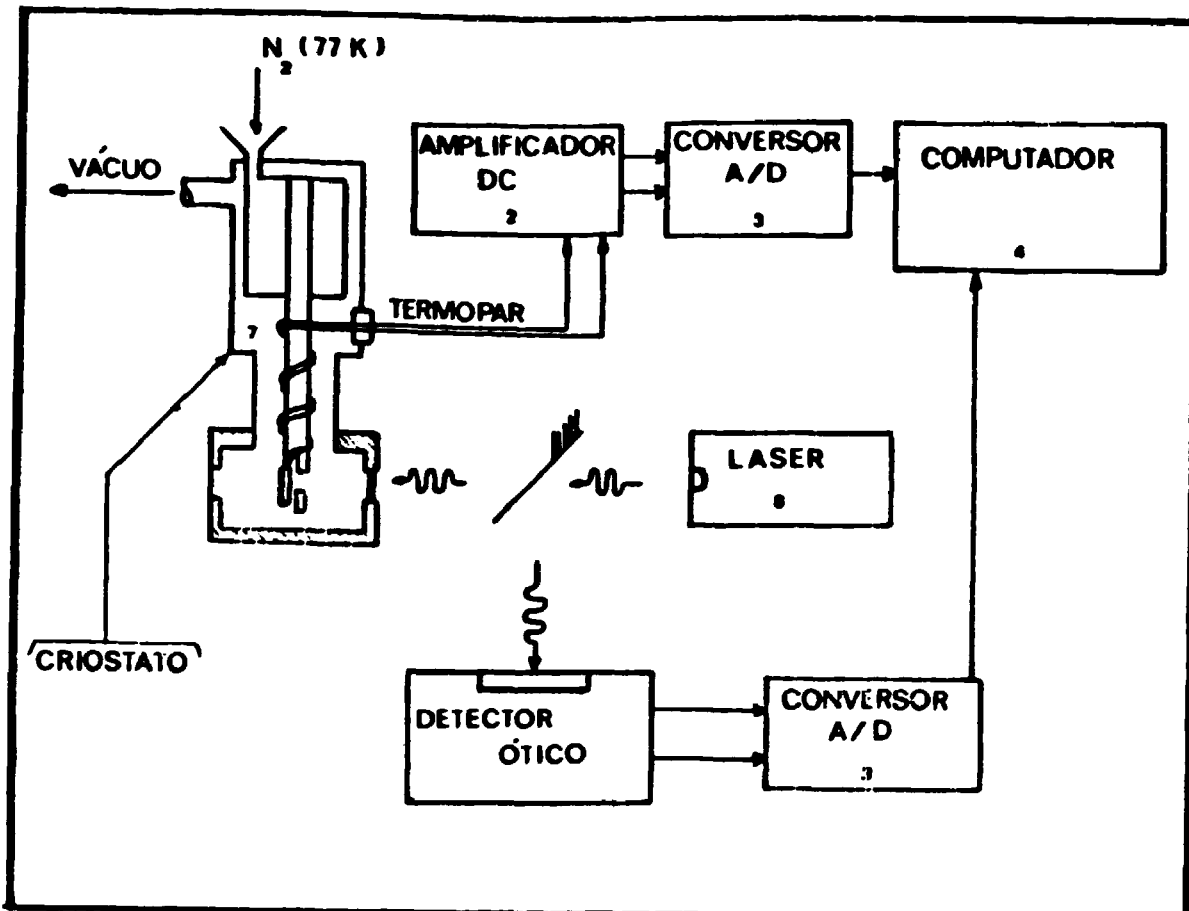 N₂ (77 K)
VÁCUO
AMPLIFICADOR
DC
2
CONVERSOR
A/D
3
COMPUTADOR
4
TERMOPAR
7
LASER
8
CRIOSTATO
DETECTOR
ÓTICO
CONVERSOR
A/D
3